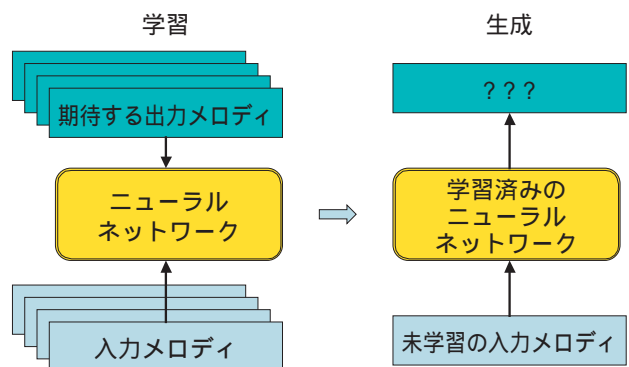 学習
期待する出力メロディ
ニューラル
ネットワーク
入力メロディ
生成
？？？
学習済みの
ニューラル
ネットワーク
未学習の入力メロディ